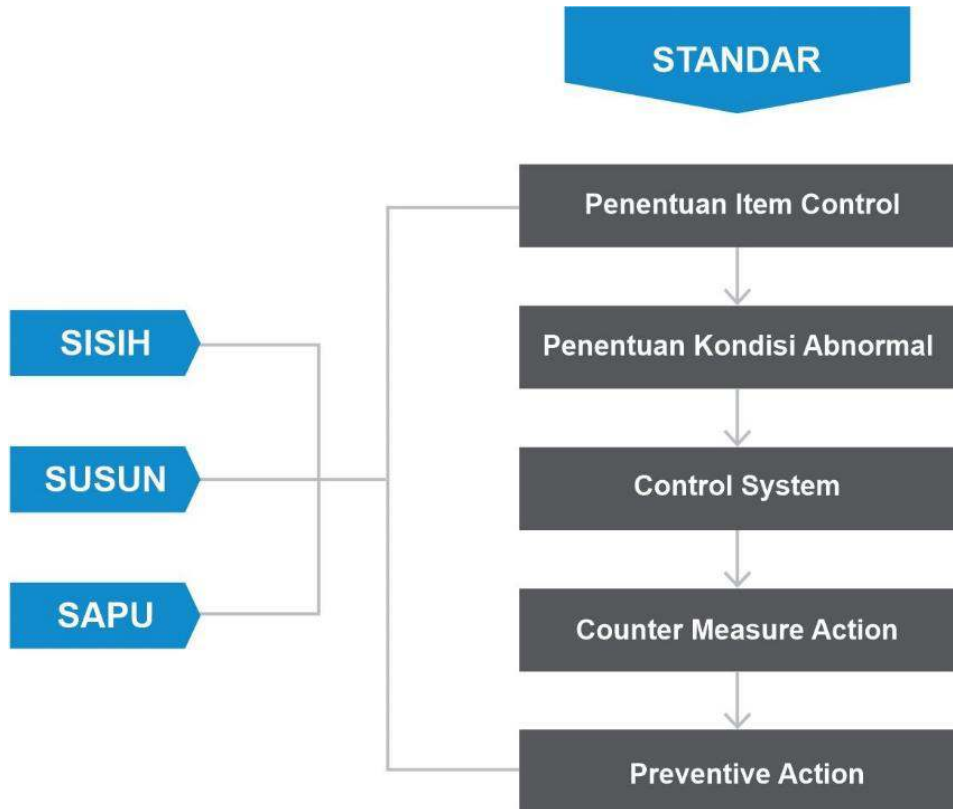 STANDAR
Penentuan Item Control
SISIH
Penentuan Kondisi Abnormal
SUSUN
Control System
SAPU
Counter Measure Action
Preventive Action